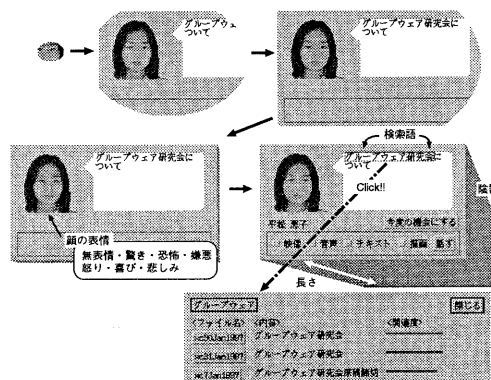 グループウェ
ついて
グループウェア研究会に
ついて
グループウェア研究会に
ついて
検索語
グループウェア研究会に
ついて
Click!!
陰
顔の表情
無表情・驚き・恐怖・嫌悪
怒り・喜び・悲しみ
今度の機会にする
映像 音声 テキスト 描画 話す
長さ
グループウェア
閉じる
<ファイル名> <内容> <関連度>
グループウェア研究会
グループウェア研究会
グループウェア研究会原稿締切